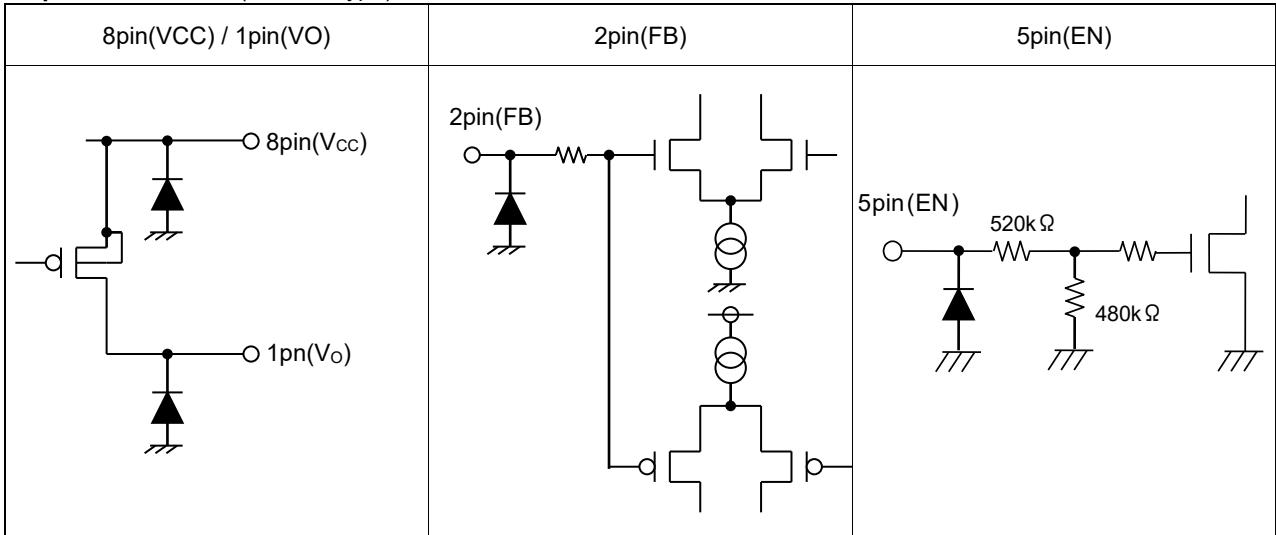 8pin(VCC) / 1pin(VO)
2pin(FB)
5pin(EN)
8pin(VCC)
1pn(VO)
2pin(FB)
5pin(EN)
520kΩ
480kΩ